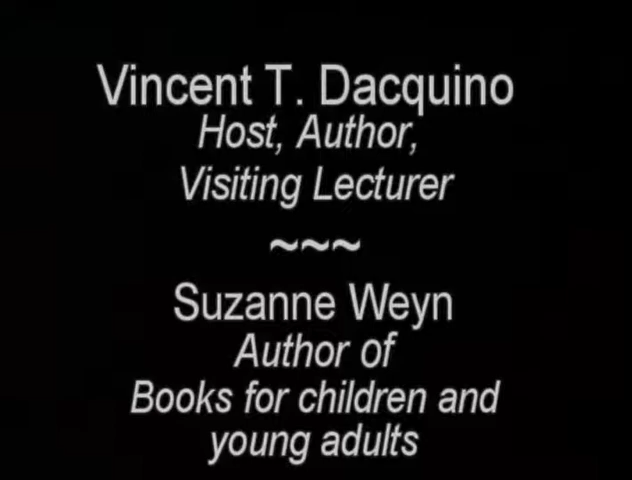 Vincent T. Dacquino
Host, Author,
Visiting Lecturer
~~~
Suzanne Weyn
Author of
Books for children and
young adults